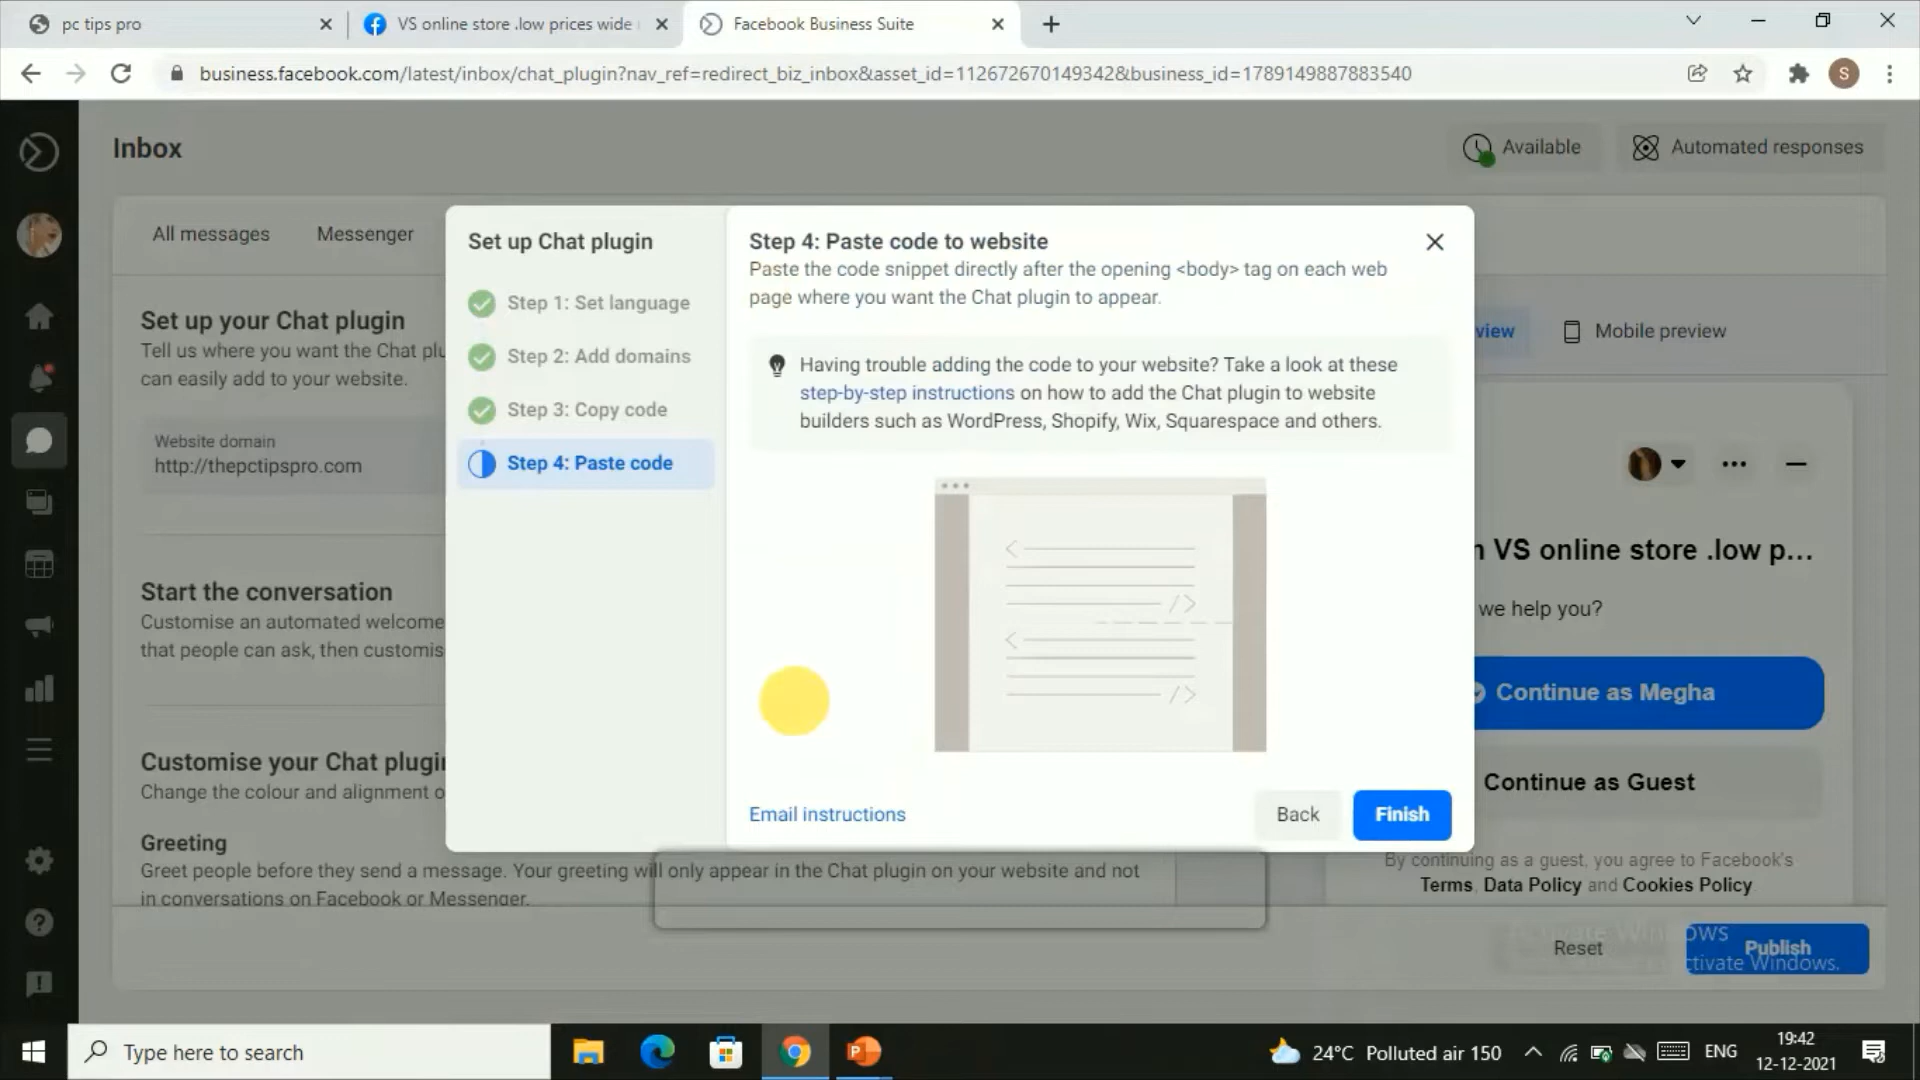 pc tips pro
VS online store .low prices wide
Facebook Business Suite
business.facebook.com/latest/inbox/chat_plugin?nav_ref=redirect_biz_inbox&asset_id=112672670149342&business_id=1789149887883540
S
Inbox
Available
Automated responses
All messages
Messenger
Set up your Chat plugin
Tell us where you want the Chat plu
can easily add to your website.
Website domain
http://thepctipspro.com
Start the conversation
Customise an automated welcome
that people can ask, then customis
Customise your Chat plugi
Change the colour and alignment o
Greeting
Greet people before they send a message. Your greeting will only appear in the Chat plugin on your website and not
in conversations on Facebook or Messenger.
Set up Chat plugin
Step 1: Set language
Step 2: Add domains
Step 3: Copy code
Step 4: Paste code
Step 4: Paste code to website
Paste the code snippet directly after the opening <body> tag on each web
page where you want the Chat plugin to appear.
Having trouble adding the code to your website? Take a look at these
step-by-step instructions on how to add the Chat plugin to website
builders such as WordPress, Shopify, Wix, Squarespace and others.
Email instructions
Back
Finish
view
Mobile preview
VS online store .low p...
we help you?
Continue as Megha
Continue as Guest
By continuing as a guest, you agree to Facebook's
Terms, Data Policy and Cookies Policy
Reset
Publish
Type here to search
24°C Polluted air 150
ENG
19:42
12-12-2021